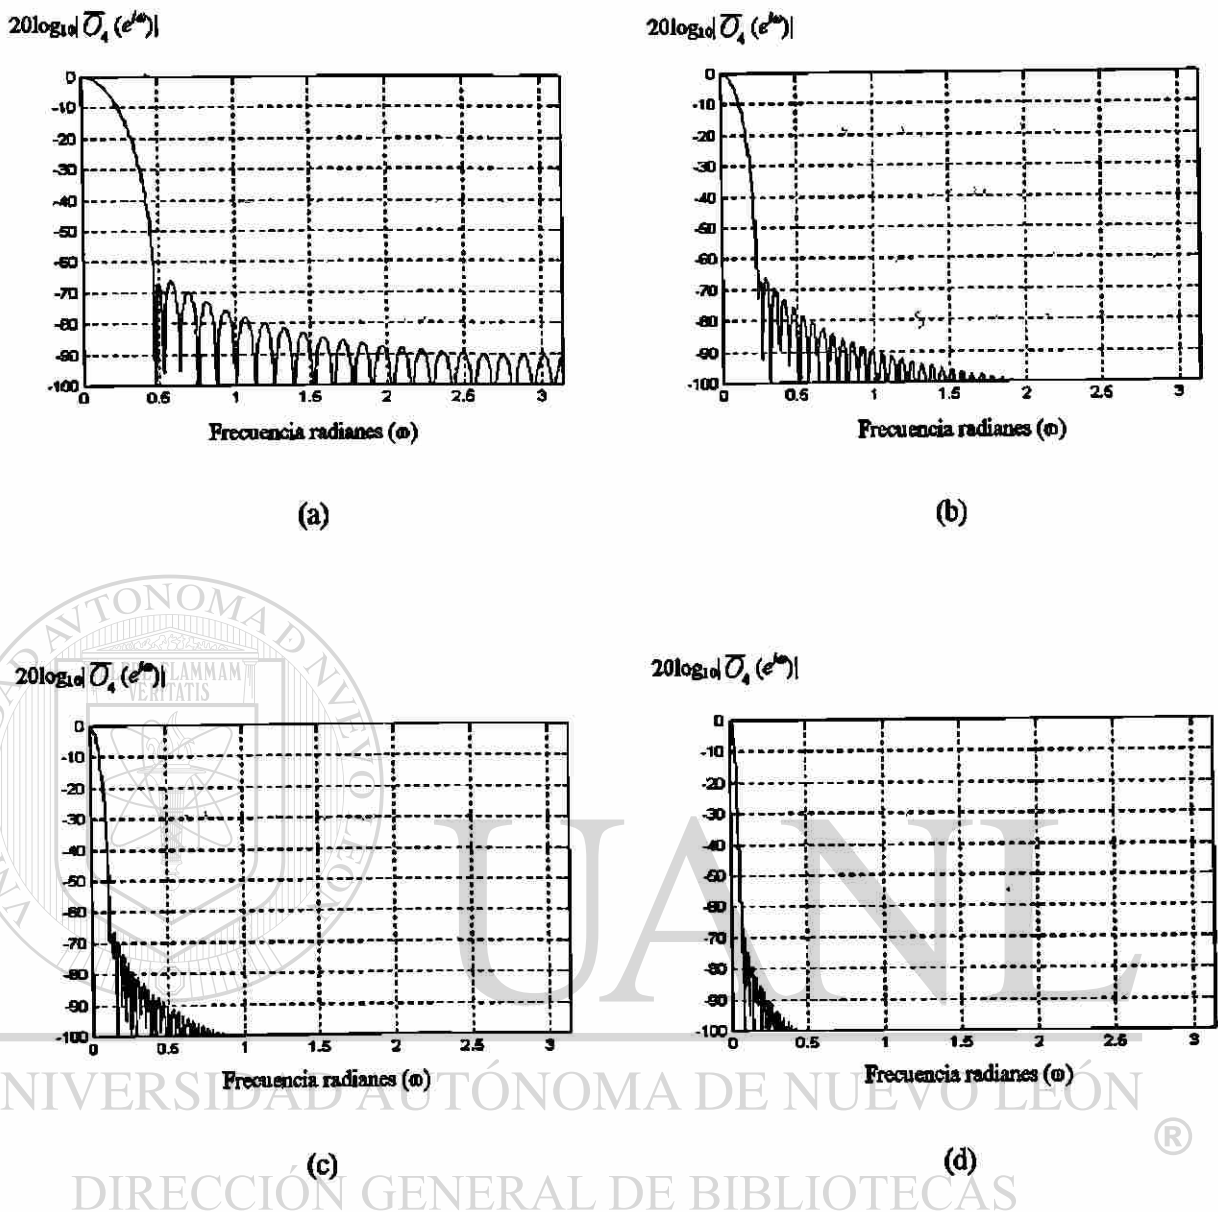 20log₁₀|O̅₄(e^{jω})|
20log₁₀|O̅₄(e^{jω})|
0
-10
-20
-30
-40
-50
-60
-70
-80
-90
-100
0 0.5 1 1.5 2 2.5 3
Frecuencia radianes (ω)
(a)
0
-10
-20
-30
-40
-50
-60
-70
-80
-90
-100
0 0.5 1 1.5 2 2.5 3
Frecuencia radianes (ω)
(b)
20log₁₀|O̅₄(e^{jω})|
20log₁₀|O̅₄(e^{jω})|
0
-10
-20
-30
-40
-50
-60
-70
-80
-90
-100
0 0.5 1 1.5 2 2.5 3
Frecuencia radianes (ω)
(c)
0
-10
-20
-30
-40
-50
-60
-70
-80
-90
-100
0 0.5 1 1.5 2 2.5 3
Frecuencia radianes (ω)
(d)
VERITATIS
UANL
UNIVERSIDAD AUTÓNOMA DE NUEVO LEÓN
®
DIRECCIÓN GENERAL DE BIBLIOTECAS